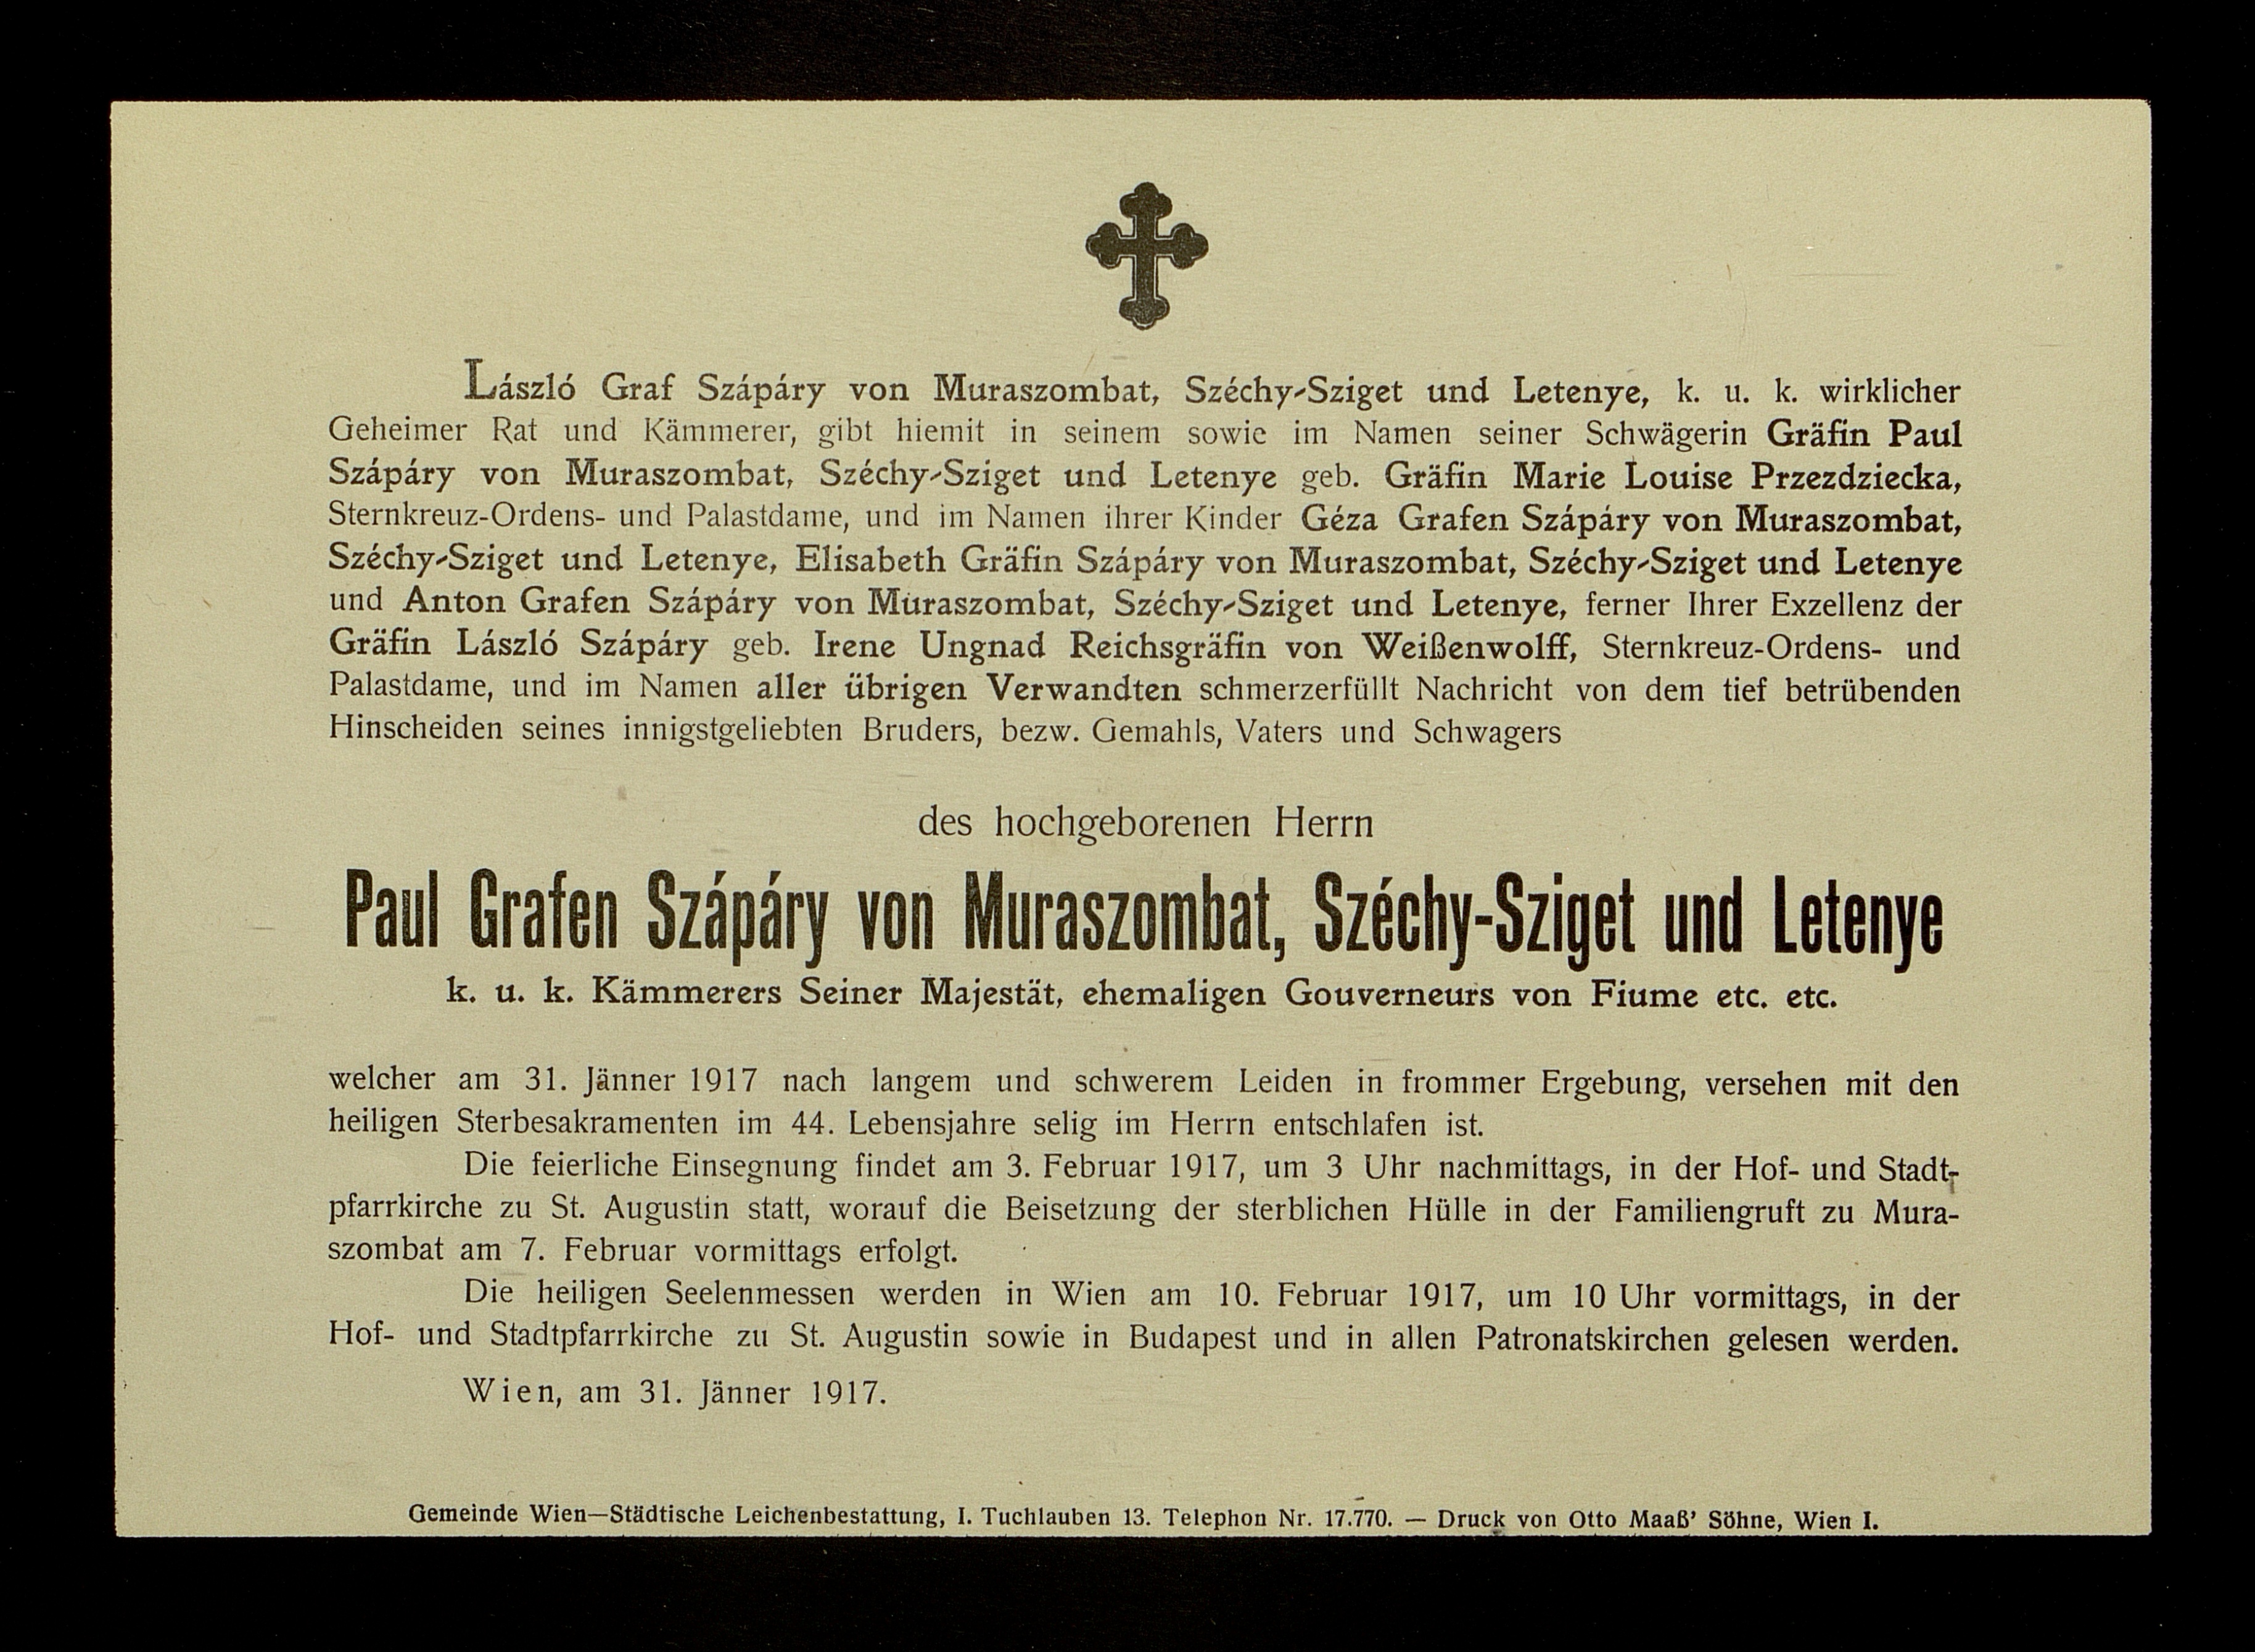 László Graf Szápáry von Muraszombat, Széchy-Sziget und Letenye, k. u. k. wirklicher
Geheimer Rat und Kämmerer, gibt hiemit in seinem sowie im Namen seiner Schwägerin Gräfin Paul
Szápáry von Muraszombat, Széchy-Sziget und Letenye geb. Gräfin Marie Louise Przezdziecka,
Sternkreuz-Ordens- und Palastdame, und im Namen ihrer Kinder Géza Grafen Szápáry von Muraszombat,
Széchy-Sziget und Letenye, Elisabeth Gräfin Szápáry von Muraszombat, Széchy-Sziget und Letenye
und Anton Grafen Szápáry von Muraszombat, Széchy-Sziget und Letenye, ferner Ihrer Exzellenz der
Gräfin László Szápáry geb. Irene Ungnad Reichsgräfin von Weißenwolff, Sternkreuz-Ordens- und
Palastdame, und im Namen aller übrigen Verwandten schmerzerfüllt Nachricht von dem tief betrübenden
Hinscheiden seines innigstgeliebten Bruders, bezw. Gemahls, Vaters und Schwagers
des hochgeborenen Herrn
Paul Grafen Szápáry von Muraszombat, Széchy-Sziget und Letenye
k. u. k. Kämmerers Seiner Majestät, ehemaligen Gouverneurs von Fiume etc. etc.
welcher am 31. Jänner 1917 nach langem und schwerem Leiden in frommer Ergebung, versehen mit den
heiligen Sterbesakramenten im 44. Lebensjahre selig im Herrn entschlafen ist.
Die feierliche Einsegnung findet am 3. Februar 1917, um 3 Uhr nachmittags, in der Hof- und Stadt-
pfarrkirche zu St. Augustin statt, worauf die Beisetzung der sterblichen Hülle in der Familiengruft zu Mura-
szombat am 7. Februar vormittags erfolgt.
Die heiligen Seelenmessen werden in Wien am 10. Februar 1917, um 10 Uhr vormittags, in der
Hof- und Stadtpfarrkirche zu St. Augustin sowie in Budapest und in allen Patronatskirchen gelesen werden.
Wien, am 31. Jänner 1917.
Gemeinde Wien—Städtische Leichenbestattung, I. Tuchlauben 13. Telephon Nr. 17.770. — Druck von Otto Maaß' Söhne, Wien I.